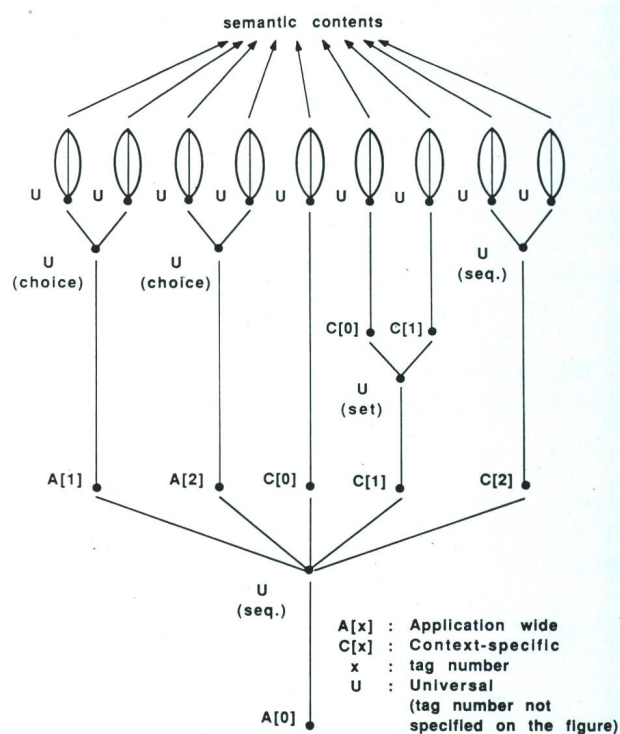 semantic contents
U U U U U U U U U
U
(choice)
U
(choice)
U
(seq.)
C[0] C[1]
U
(set)
A[1] A[2] C[0] C[1] C[2]
U
(seq.)
A[x] : Application wide
C[x] : Context-specific
x : tag number
U : Universal
(tag number not
specified on the figure)
A[0]